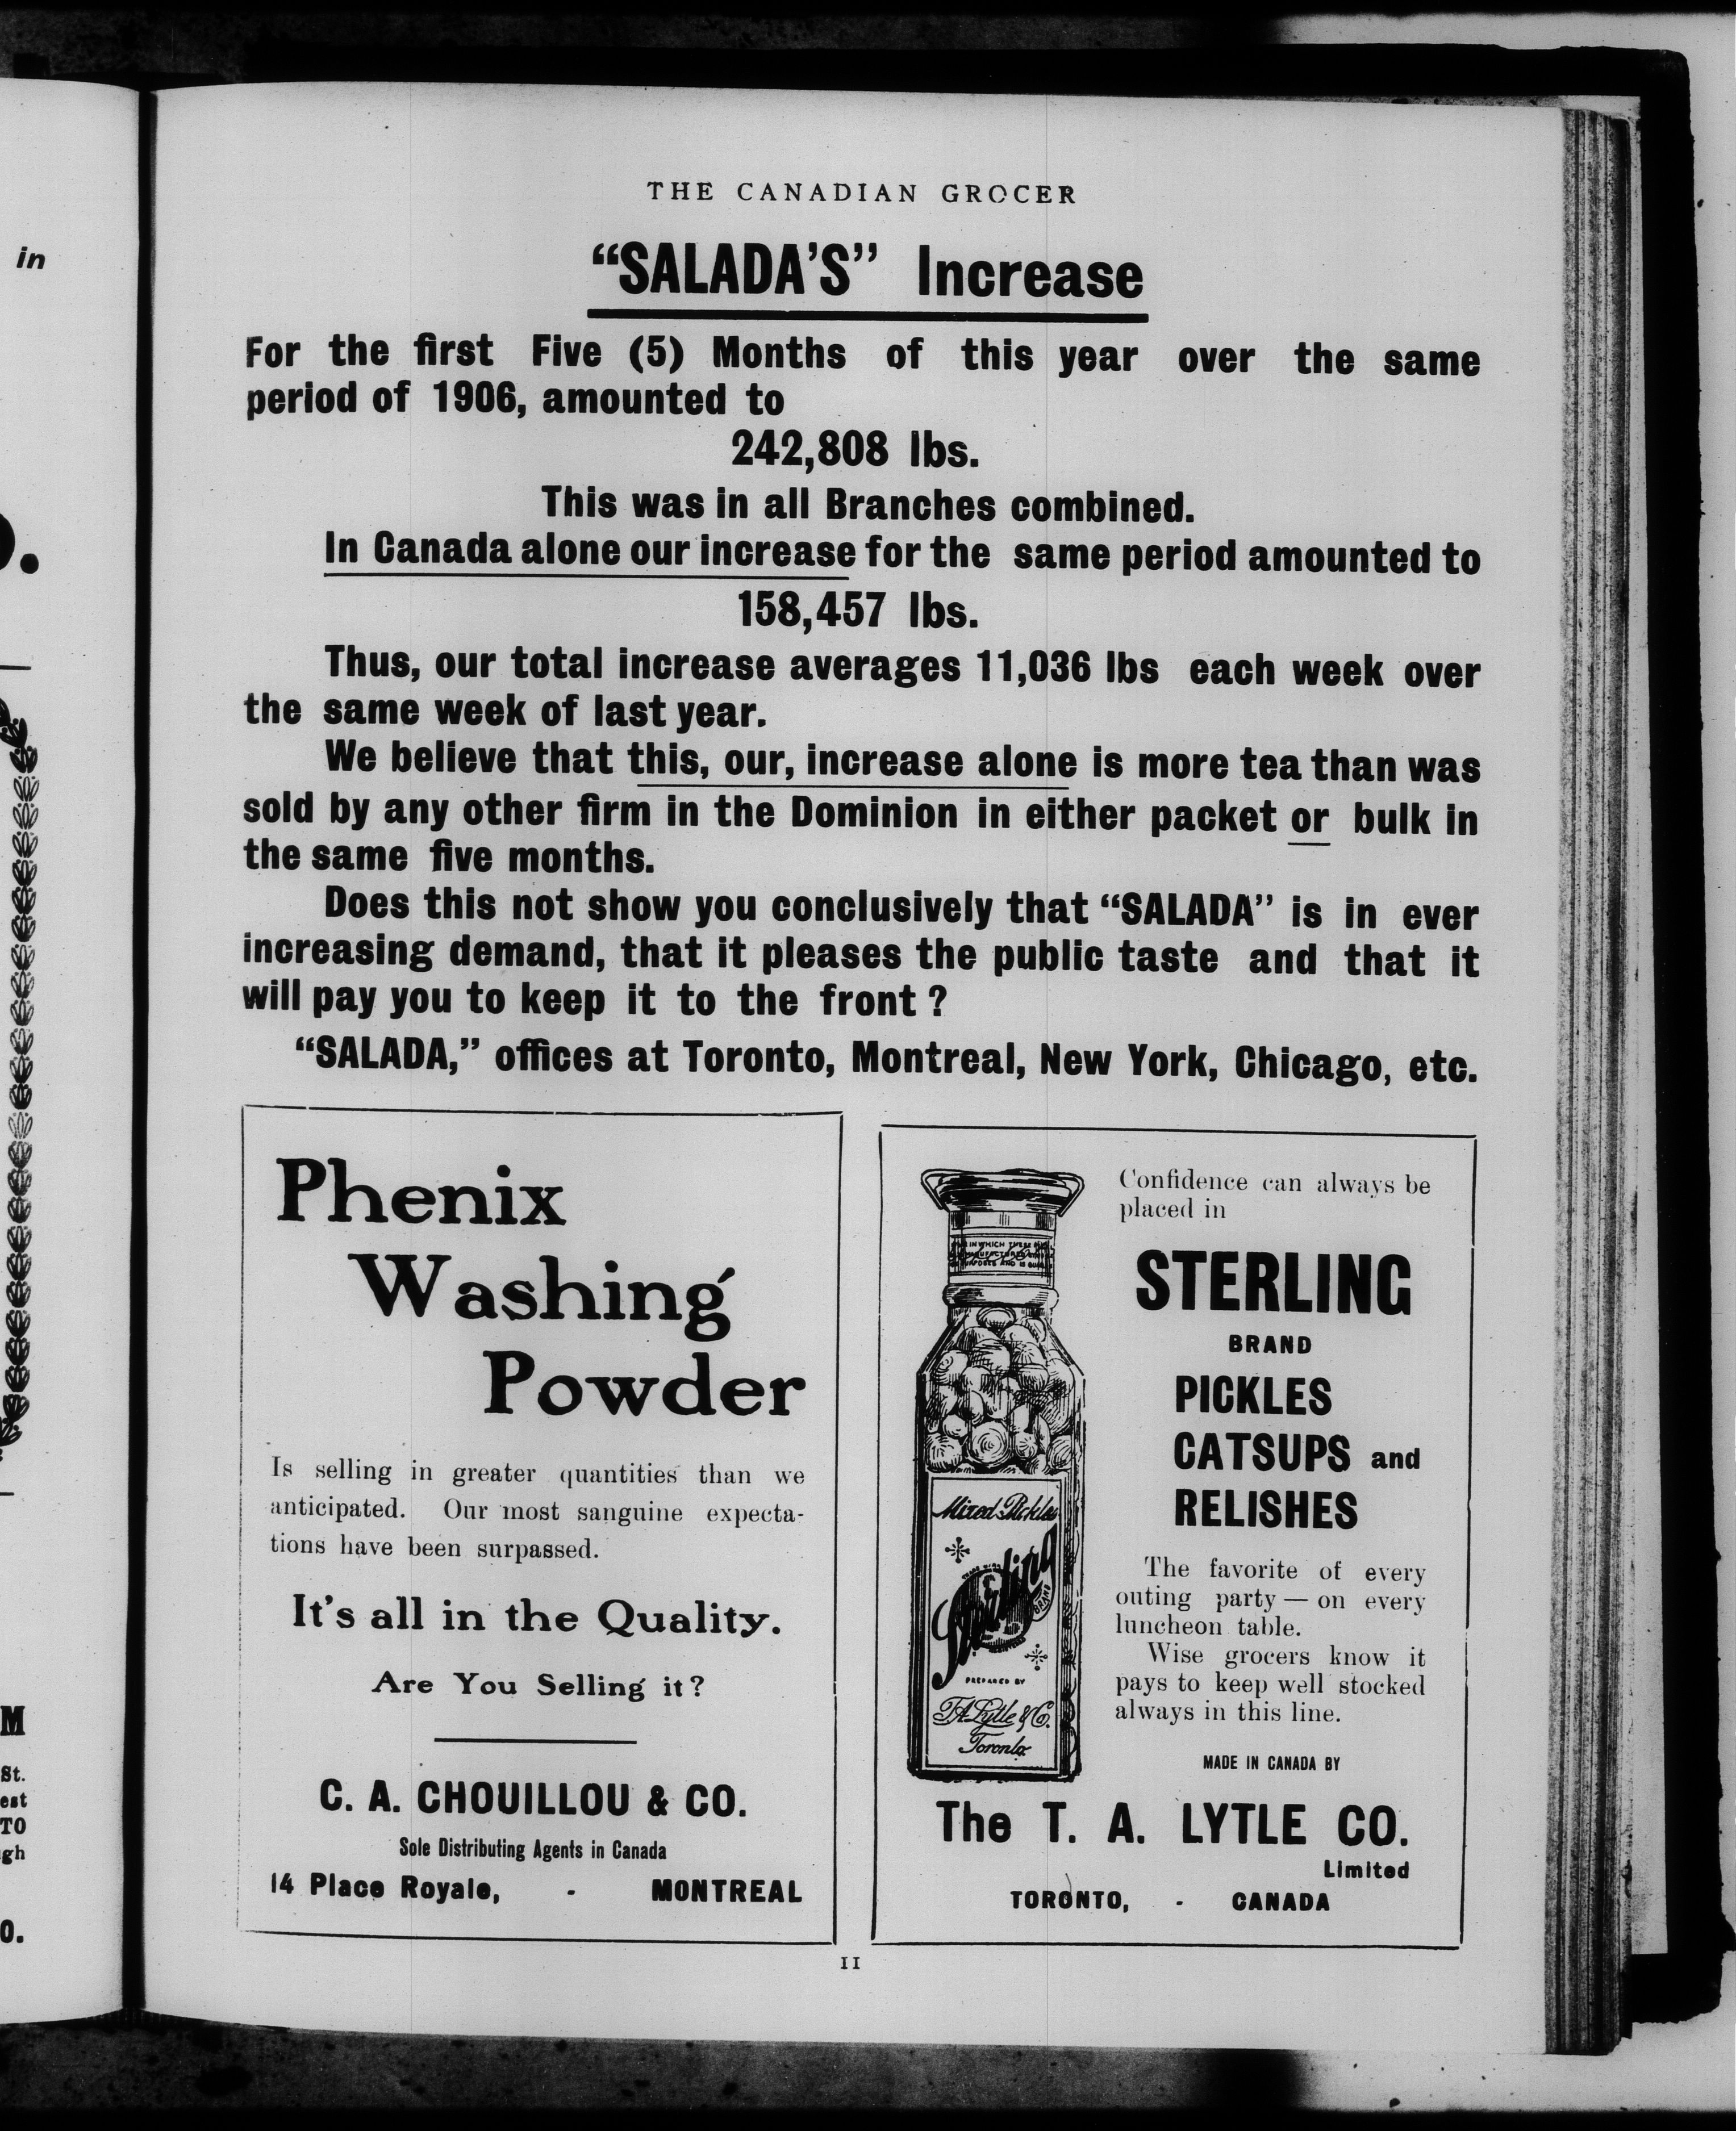 THE CANADIAN GROCER
“SALADA’S” Increase
For the first Five (5) Months of this year over the same
period of 1906, amounted to
242,808 lbs.
This was in all Branches combined.
In Canada alone our increase for the same period amounted to
158,457 lbs.
Thus, our total increase averages 11,036 lbs each week over
the same week of last year.
We believe that this, our, increase alone is more tea than was
sold by any other firm in the Dominion in either packet or bulk in
the same five months.
Does this not show you conclusively that “SALADA” is in ever
increasing demand, that it pleases the public taste and that it
will pay you to keep it to the front?
“SALADA,” offices at Toronto, Montreal, New York, Chicago, etc.
Phenix
Washing
Powder
Is selling in greater quantities than we
anticipated. Our most sanguine expecta-
tions have been surpassed.
It’s all in the Quality.
Are You Selling it?
C. A. CHOUILLOU & CO.
Sole Distributing Agents in Canada
14 Place Royale, - MONTREAL
Confidence can always be
placed in
STERLING
BRAND
PICKLES
CATSUPS and
RELISHES
The favorite of every
outing party — on every
luncheon table.
Wise grocers know it
pays to keep well stocked
always in this line.
MADE IN CANADA BY
The T. A. LYTLE CO.
Limited
TORONTO, - CANADA
IN WHICH THESE
Mixed Pickles
Sterling
BRAND
PREPARED BY
T.A. Lytle & Co.
Toronto
11
in
M
St.
est
TO
gh
O.